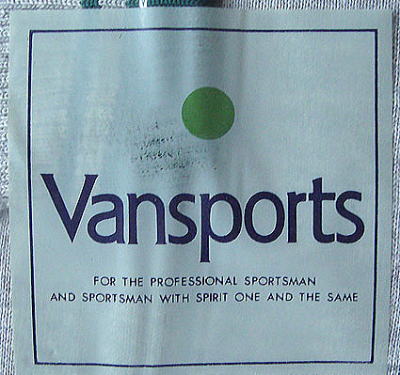 Vansports
FOR THE PROFESSIONAL SPORTSMAN
AND SPORTSMAN WITH SPIRIT ONE AND THE SAME